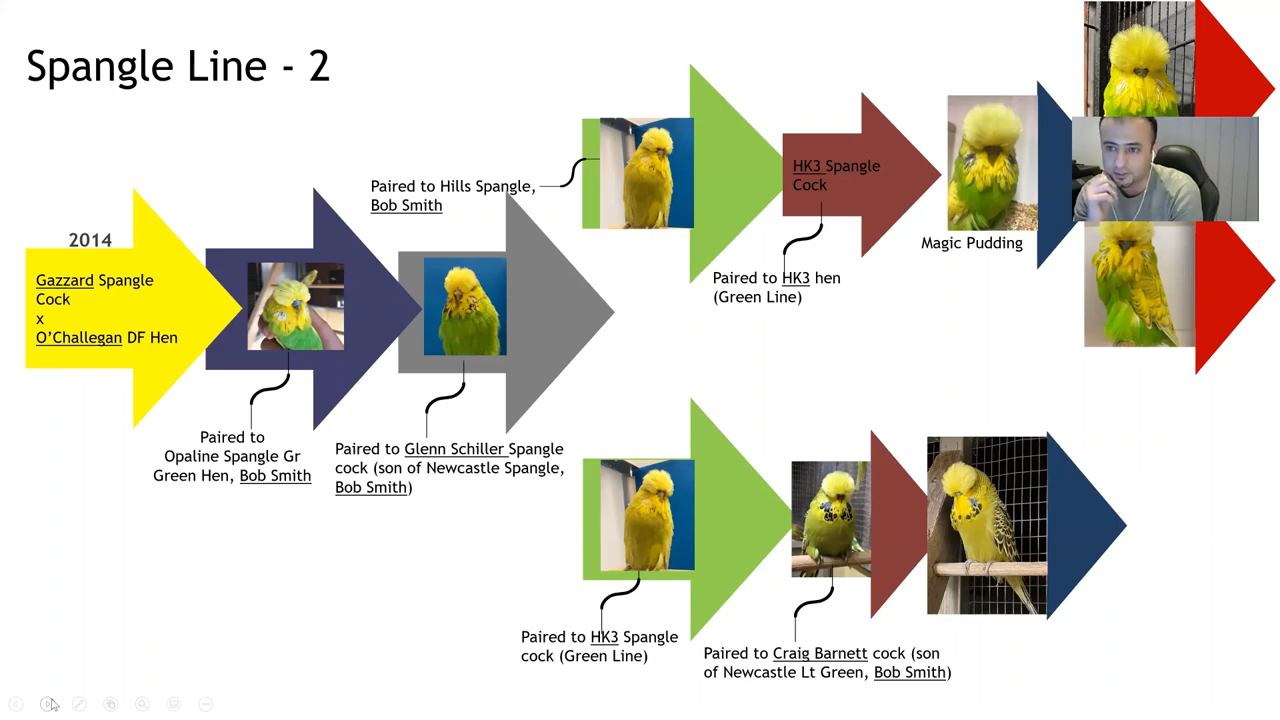 Spangle Line - 2
2014
Gazzard Spangle
Cock
x
O'Challegan DF Hen
Paired to
Opaline Spangle Gr
Green Hen, Bob Smith
Paired to Glenn Schiller Spangle
cock (son of Newcastle Spangle,
Bob Smith)
Paired to Hills Spangle,
Bob Smith
HK3 Spangle
Cock
Paired to HK3 hen
(Green Line)
Magic Pudding
Paired to HK3 Spangle
cock (Green Line)
Paired to Craig Barnett cock (son
of Newcastle Lt Green, Bob Smith)